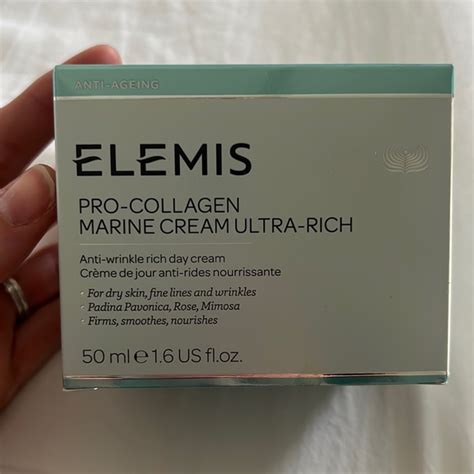 ANTI-AGEING
ELEMIS
PRO-COLLAGEN
MARINE CREAM ULTRA-RICH
Anti-wrinkle rich day cream
Crème de jour anti-rides nourrissante
• For dry skin, fine lines and wrinkles
• Padina Pavonica, Rose, Mimosa
• Firms, smoothes, nourishes
50 ml e 1.6 US fl.oz.